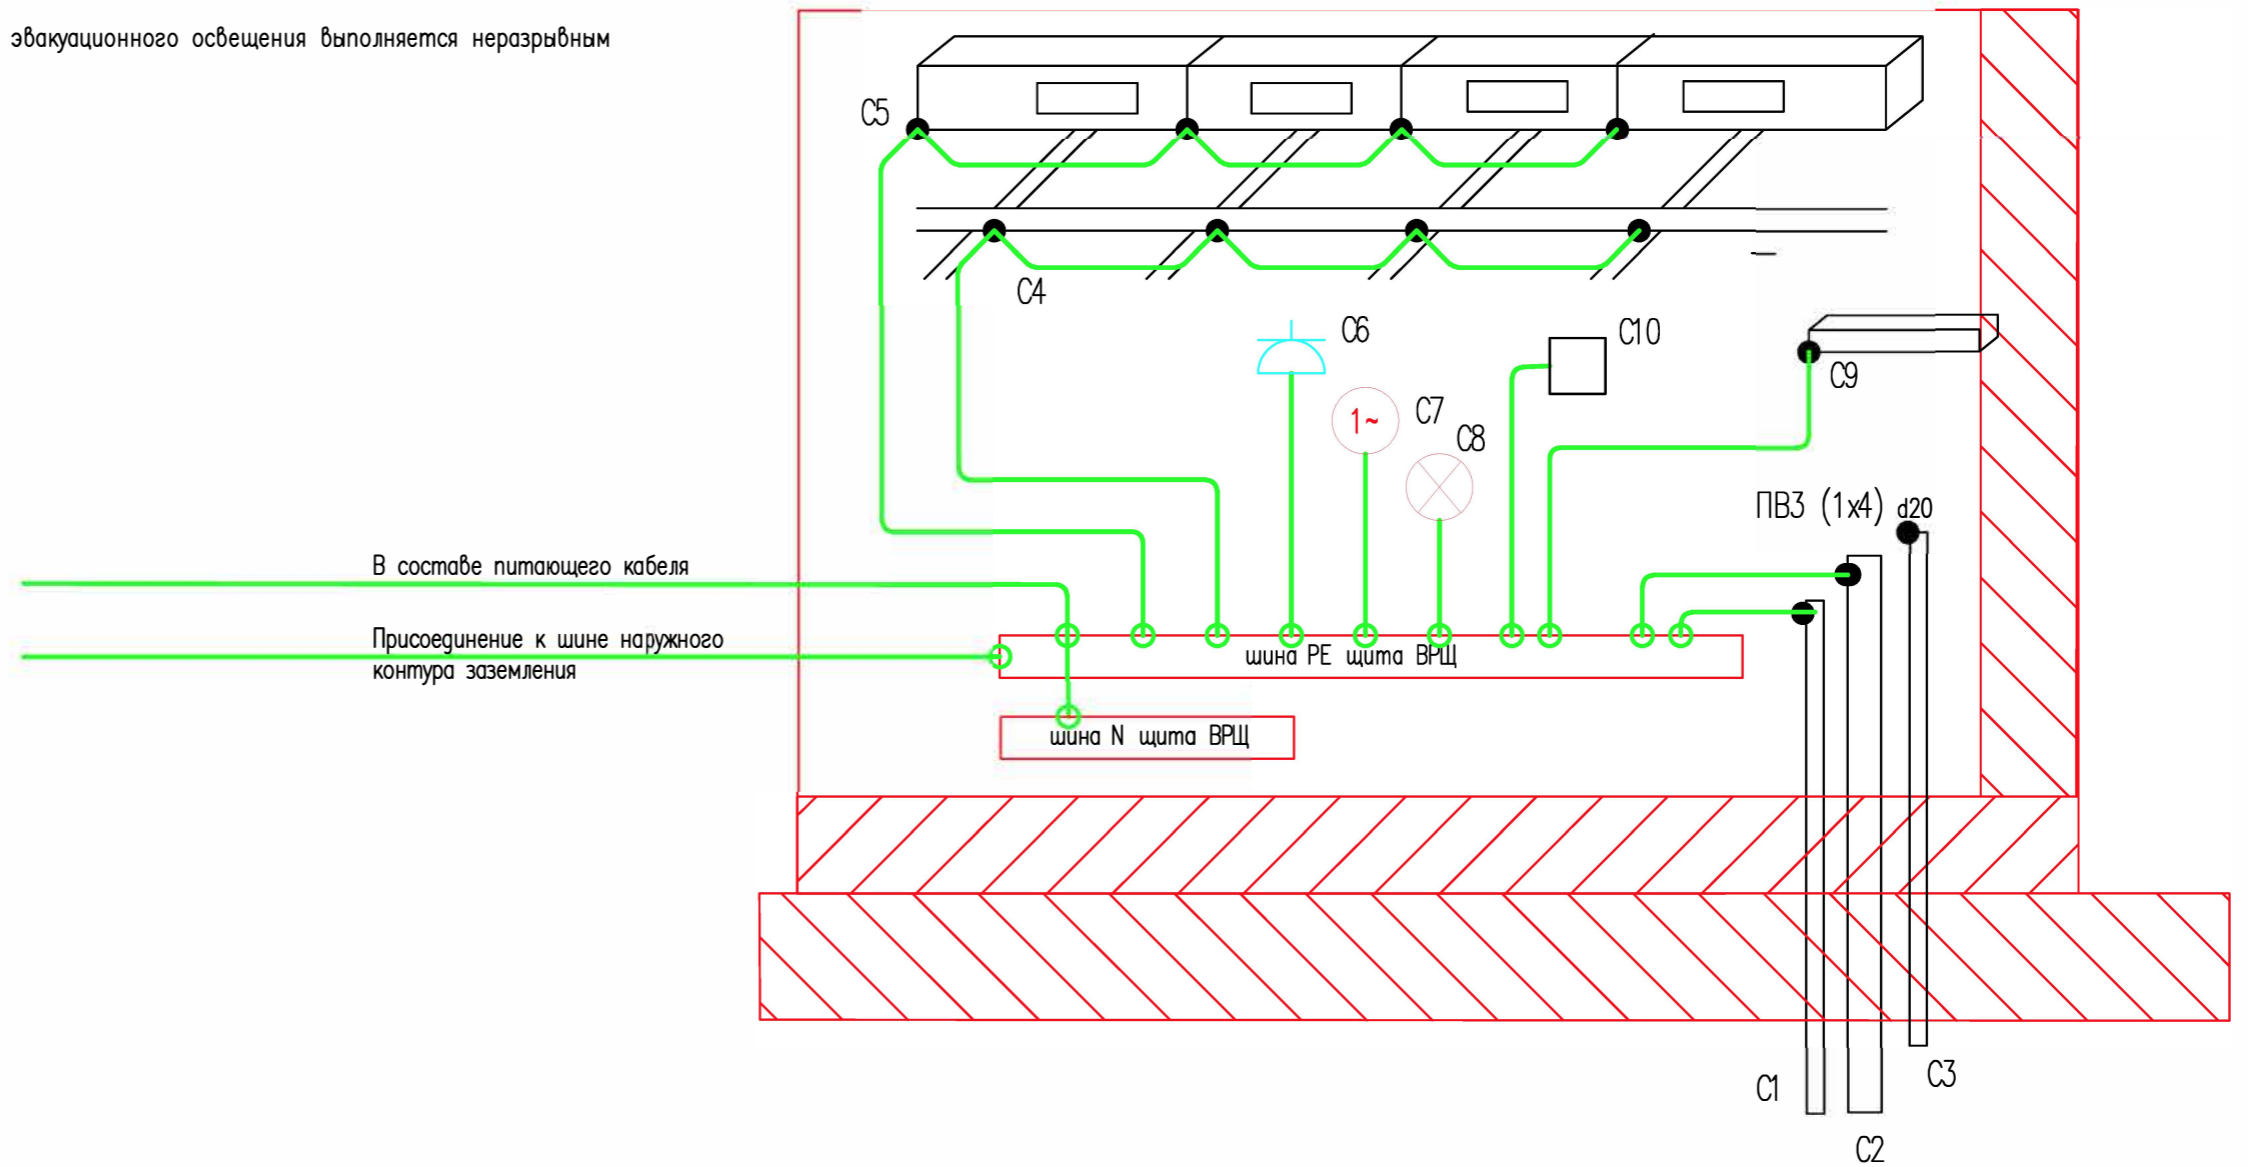 эвакуационного освещения выполняется неразрывным
С5
С4
С6
С10
С7
1~
С8
С9
ПВ3 (1х4) d20
В составе питающего кабеля
Присоединение к шине наружного
контура заземления
шина PE щита ВРЩ
шина N щита ВРЩ
С3
С1
С2